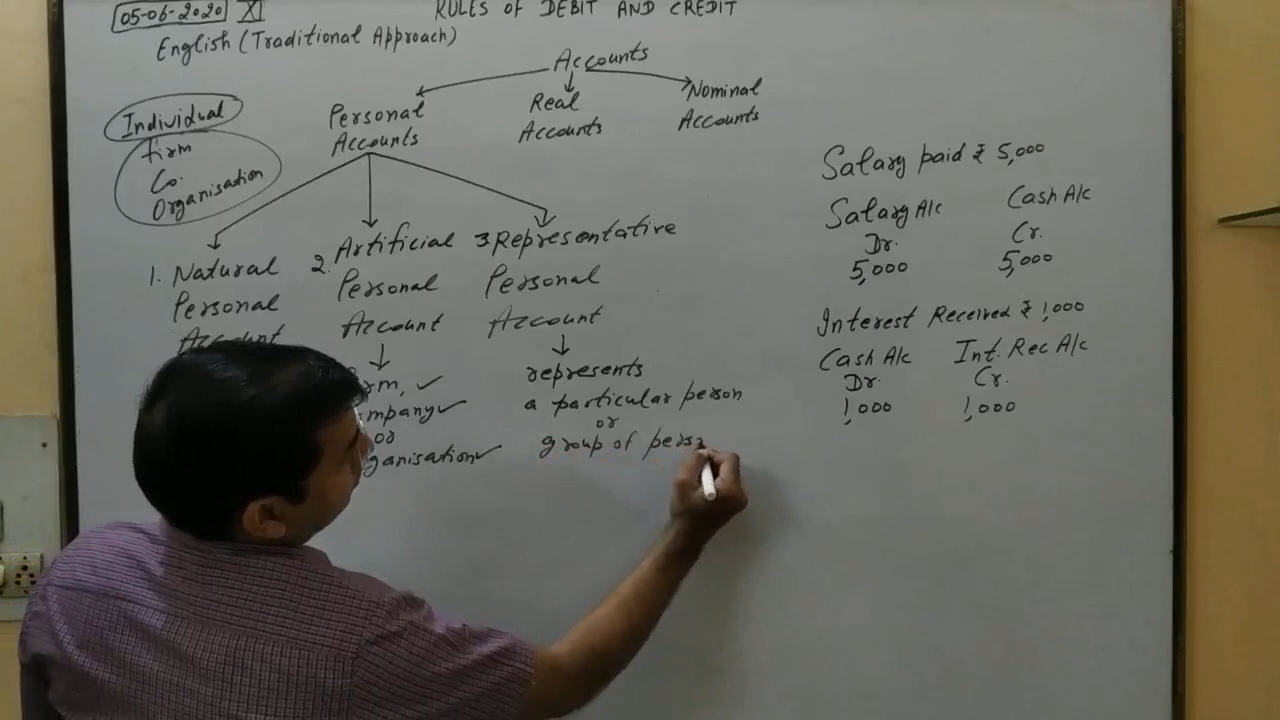 05-06-2020 XI RULES of DEBIT AND CREDIT
English (Traditional Approach)
Accounts
Personal Accounts
Real Accounts
Nominal Accounts
Individual
firm
Co.
Organisation
1. Natural
Personal
Account
2. Artificial
Personal
Account
3. Representative
Personal
Account
or
represents
a particular person
or
group of perso
Salary paid ₹ 5,000
Salary A/c Cash A/c
Dr. Cr.
5,000 5,000
Interest Received ₹ 1,000
Cash A/c Int. Rec A/c
Dr. Cr.
1,000 1,000